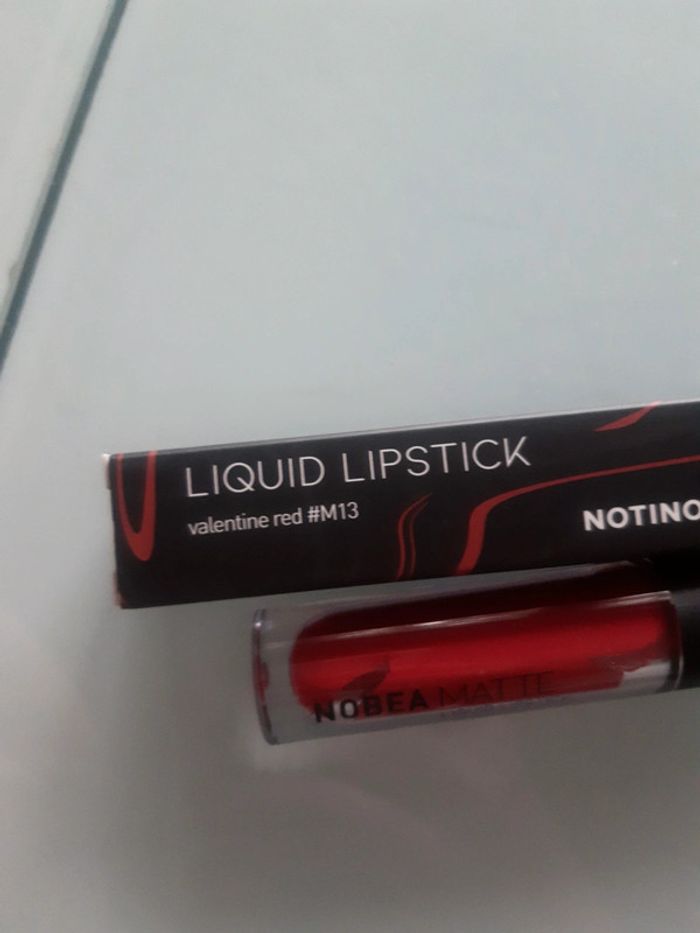 LIQUID LIPSTICK
valentine red #M13
NOTINO
NOBEA MATTE